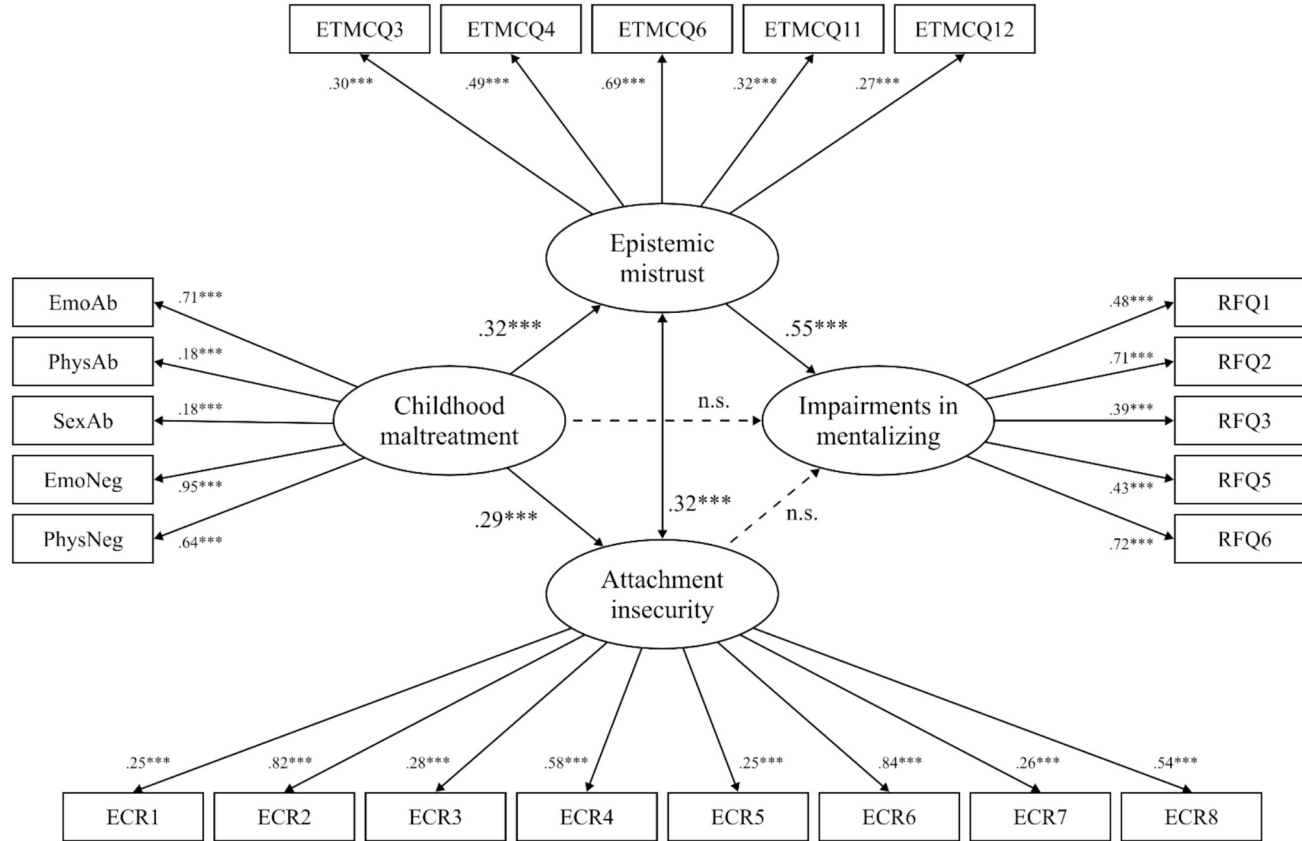 ETMCQ3
ETMCQ4
ETMCQ6
ETMCQ11
ETMCQ12
.30***
.49***
.69***
.32***
.27***
Epistemic
mistrust
EmoAb
PhysAb
SexAb
EmoNeg
PhysNeg
.71***
.18***
.18***
.95***
.64***
.32***
.55***
Childhood
maltreatment
n.s.
Impairments in
mentalizing
.48***
.71***
.39***
.43***
.72***
RFQ1
RFQ2
RFQ3
RFQ5
RFQ6
.29***
.32***
n.s.
Attachment
insecurity
.25***
.82***
.28***
.58***
.25***
.84***
.26***
.54***
ECR1
ECR2
ECR3
ECR4
ECR5
ECR6
ECR7
ECR8